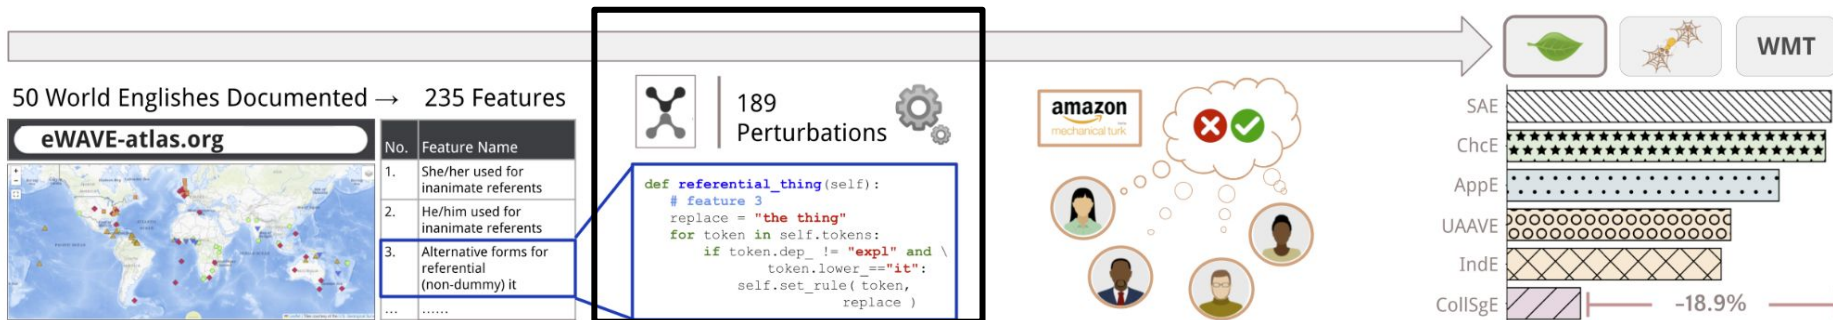 50 World Englishes Documented → 235 Features
eWAVE-atlas.org
No. Feature Name
1. She/her used for
inanimate referents
2. He/him used for
inanimate referents
3. Alternative forms for
referential
(non-dummy) it
... ......
189
Perturbations
def referential_thing(self):
# feature 3
replace = "the thing"
for token in self.tokens:
if token.dep_ != "expl" and \
token.lower_=="it":
self.set_rule( token,
replace )
amazon
mechanical turk
WMT
SAE
ChcE
AppE
UAAVE
IndE
CollSgE
-18.9%